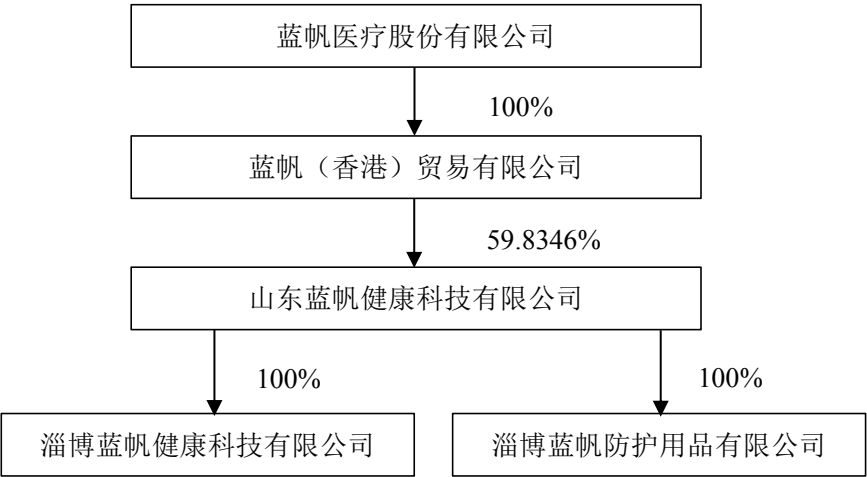 蓝帆医疗股份有限公司
100%
蓝帆（香港）贸易有限公司
59.8346%
山东蓝帆健康科技有限公司
100%
100%
淄博蓝帆健康科技有限公司
淄博蓝帆防护用品有限公司